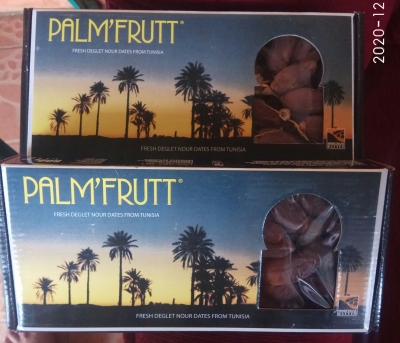 PALM'FRUTT®
FRESH DEGLET NOUR DATES FROM TUNISIA
FRESH DEGLET NOUR DATES FROM TUNISIA
PALM'FRUTT®
FRESH DEGLET NOUR DATES FROM TUNISIA
FRESH DEGLET NOUR DATES FROM TUNISIA
2020-12